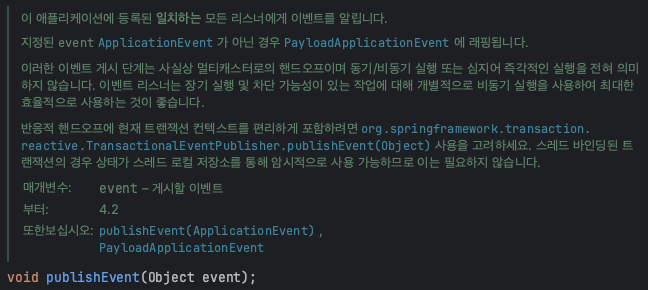 이 애플리케이션에 등록된 일치하는 모든 리스너에게 이벤트를 알립니다.
지정된 event ApplicationEvent 가 아닌 경우 PayloadApplicationEvent 에 래핑됩니다.
이러한 이벤트 게시 단계는 사실상 멀티캐스터로의 핸드오프이며 동기/비동기 실행 또는 심지어 즉각적인 실행을 전혀 의미
하지 않습니다. 이벤트 리스너는 장기 실행 및 차단 가능성이 있는 작업에 대해 개별적으로 비동기 실행을 사용하여 최대한
효율적으로 사용하는 것이 좋습니다.
반응적 핸드오프에 현재 트랜잭션 컨텍스트를 편리하게 포함하려면 org.springframework.transaction.
reactive.TransactionalEventPublisher.publishEvent(Object) 사용을 고려하세요. 스레드 바인딩된 트
랜잭션의 경우 상태가 스레드 로컬 저장소를 통해 암시적으로 사용 가능하므로 이는 필요하지 않습니다.
매개변수: event – 게시할 이벤트
부터: 4.2
또한보십시오: publishEvent(ApplicationEvent) ,
PayloadApplicationEvent
void publishEvent(Object event);